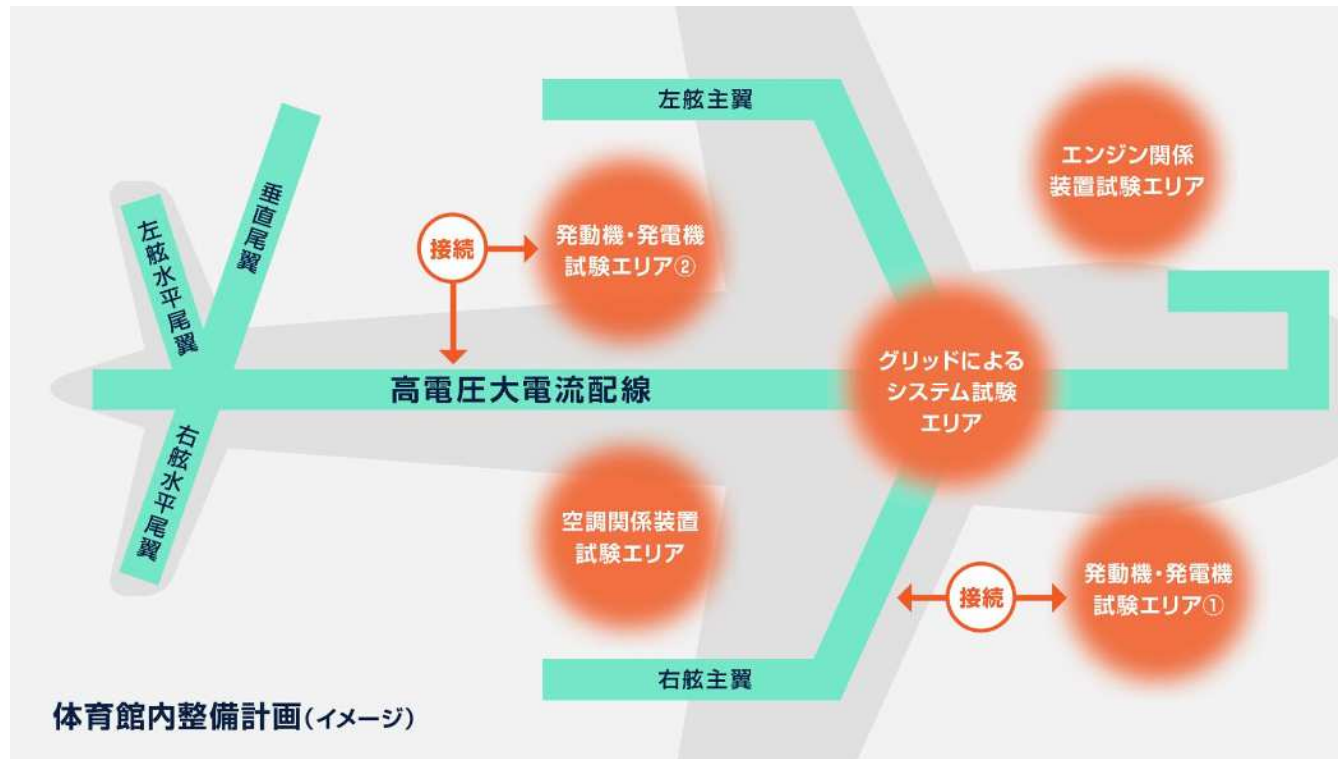 左舷主翼
エンジン関係
装置試験エリア
垂直尾翼
左舷水平尾翼
接続
発動機・発電機
試験エリア②
グリッドによる
システム試験
エリア
高電圧大電流配線
右舷水平尾翼
空調関係装置
試験エリア
接続
発動機・発電機
試験エリア①
右舷主翼
体育館内整備計画(イメージ)